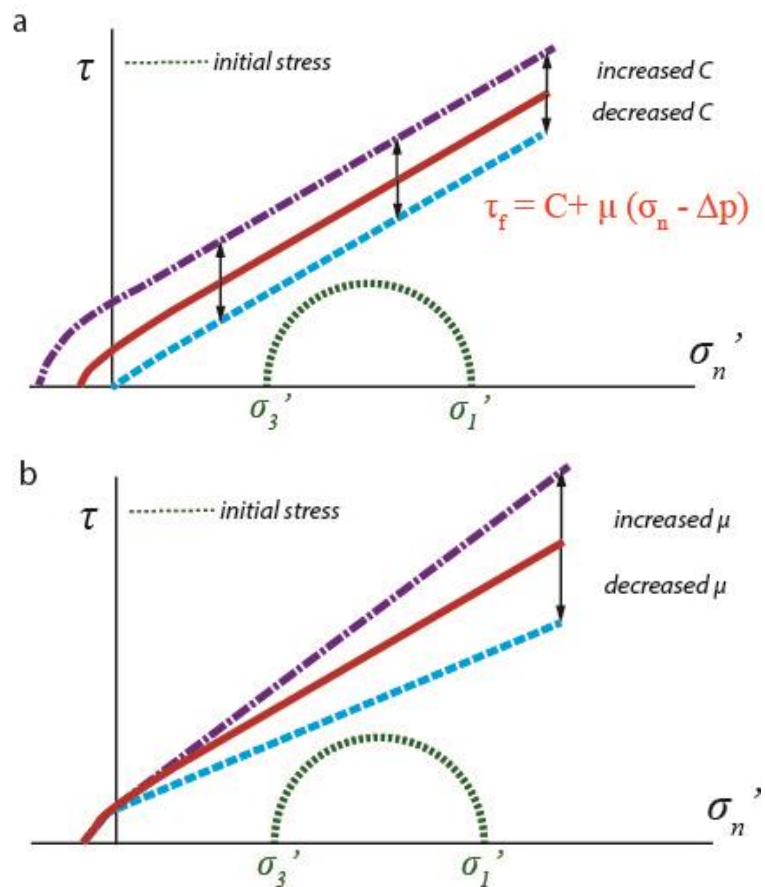 a
τ
initial stress
increased C
decreased C
τf = C+ μ (σn - Δp)
σn'
σ3'
σ1'
b
τ
initial stress
increased μ
decreased μ
σn'
σ3'
σ1'